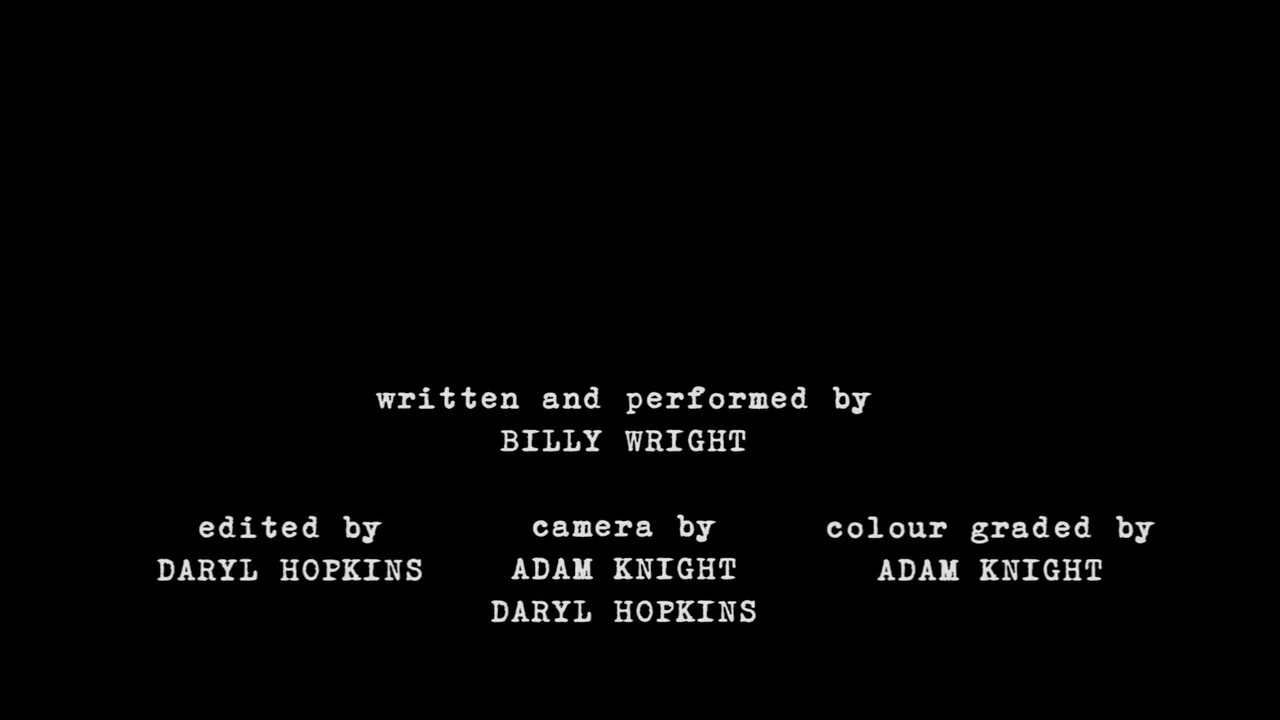 written and performed by
BILLY WRIGHT
edited by
DARYL HOPKINS
camera by
ADAM KNIGHT
DARYL HOPKINS
colour graded by
ADAM KNIGHT